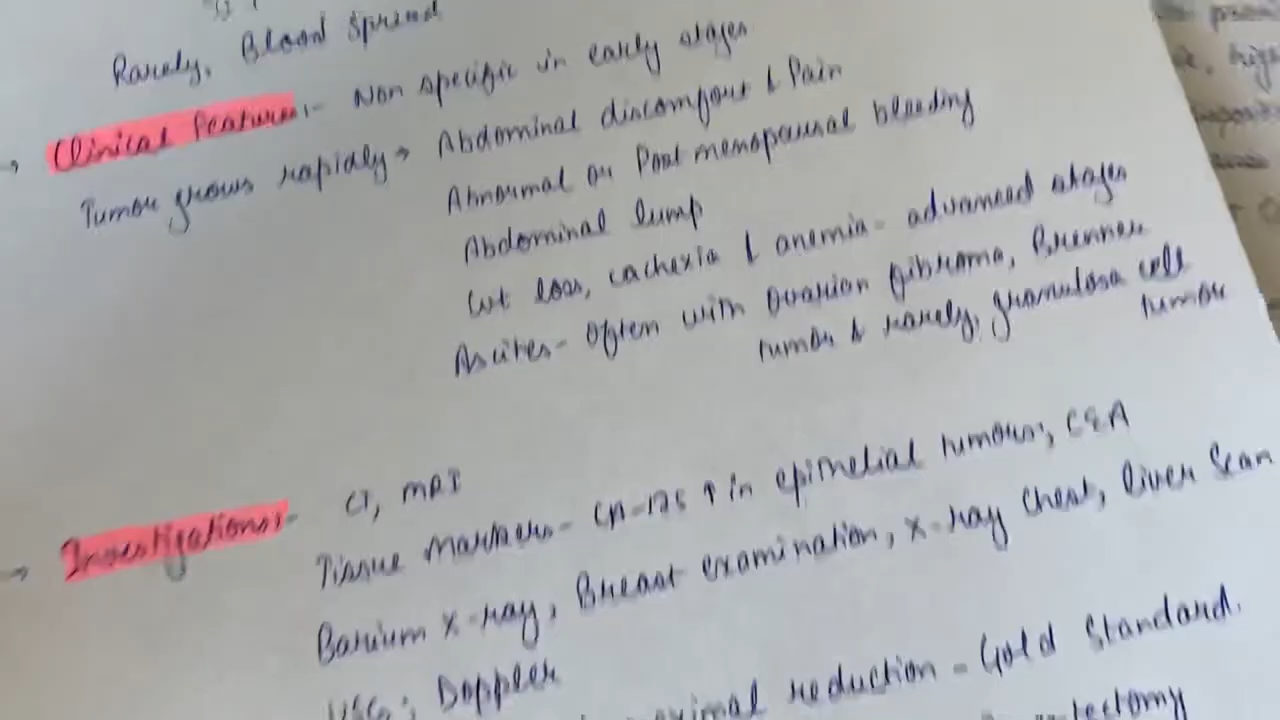 Rarely, Blood spread
→ Clinical Features:- Non specific in early stages
Tumor grows rapidly → Abdominal discomfort & Pain
Abnormal or Post menopausal bleeding
Abdominal lump
Wt loss, cachexia & anemia - advanced stages
Ascites - often with ovarian fibroma, Brenner
tumor & rarely, granulosa cell
tumor
→ Investigations:- CT, MRI
Tissue Markers - CA-125 ↑ in epithelial tumours, CEA
Barium X-ray, Breast examination, X-ray chest, liver scan
USG, Doppler
reduction - Gold Standard.